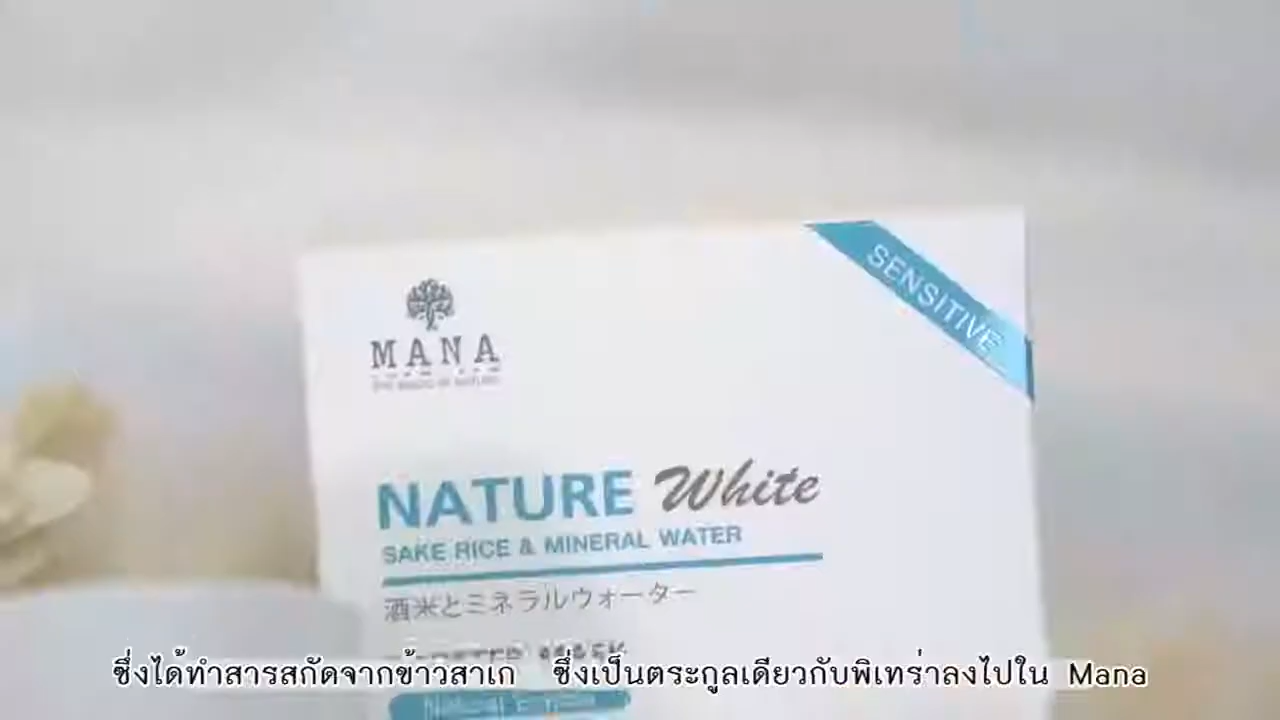 SENSITIVE
MANA
NATURE White
SAKE RICE & MINERAL WATER
酒米とミネラルウォーター
MASK
ซึ่งได้ทำสารสกัดจากข้าวสาเก ซึ่งเป็นตระกูลเดียวกับพิเทร่าลงไปใน Mana